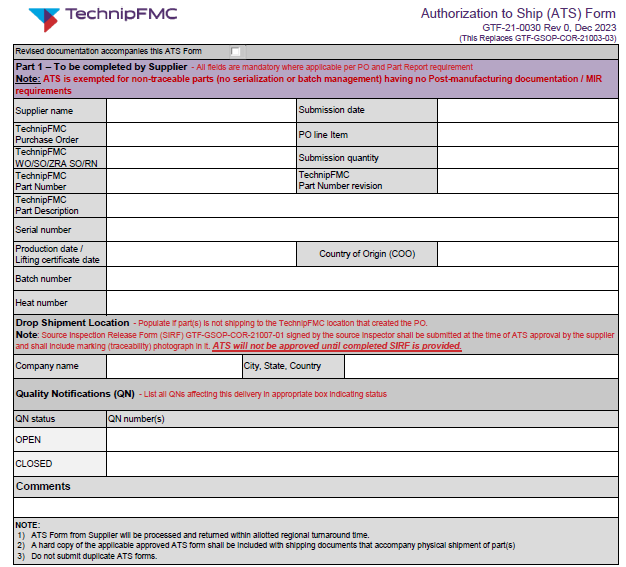 TechnipFMC
Authorization to Ship (ATS) Form
GTF-21-0030 Rev 0, Dec 2023
(This Replaces GTF-GSOP-COR-21003-03)
Revised documentation accompanies this ATS Form
Part 1 – To be completed by Supplier - All fields are mandatory where applicable per PO and Part Report requirement
Note: ATS is exempted for non-traceable parts (no serialization or batch management) having no Post-manufacturing documentation / MIR
requirements
Supplier name
Submission date
TechnipFMC
Purchase Order
PO line Item
TechnipFMC
WO/SO/ZRA SO/RN
Submission quantity
TechnipFMC
Part Number
TechnipFMC
Part Number revision
TechnipFMC
Part Description
Serial number
Production date /
Lifting certificate date
Country of Origin (COO)
Batch number
Heat number
Drop Shipment Location - Populate if part(s) is not shipping to the TechnipFMC location that created the PO.
Note: Source Inspection Release Form (SIRF) GTF-GSOP-COR-21007-01 signed by the source inspector shall be submitted at the time of ATS approval by the supplier
and shall include marking (traceability) photograph in it. ATS will not be approved until completed SIRF is provided.
Company name
City, State, Country
Quality Notifications (QN) - List all QNs affecting this delivery in appropriate box indicating status
QN status
QN number(s)
OPEN
CLOSED
Comments
NOTE:
1) ATS Form from Supplier will be processed and returned within allotted regional turnaround time.
2) A hard copy of the applicable approved ATS form shall be included with shipping documents that accompany physical shipment of part(s)
3) Do not submit duplicate ATS forms.